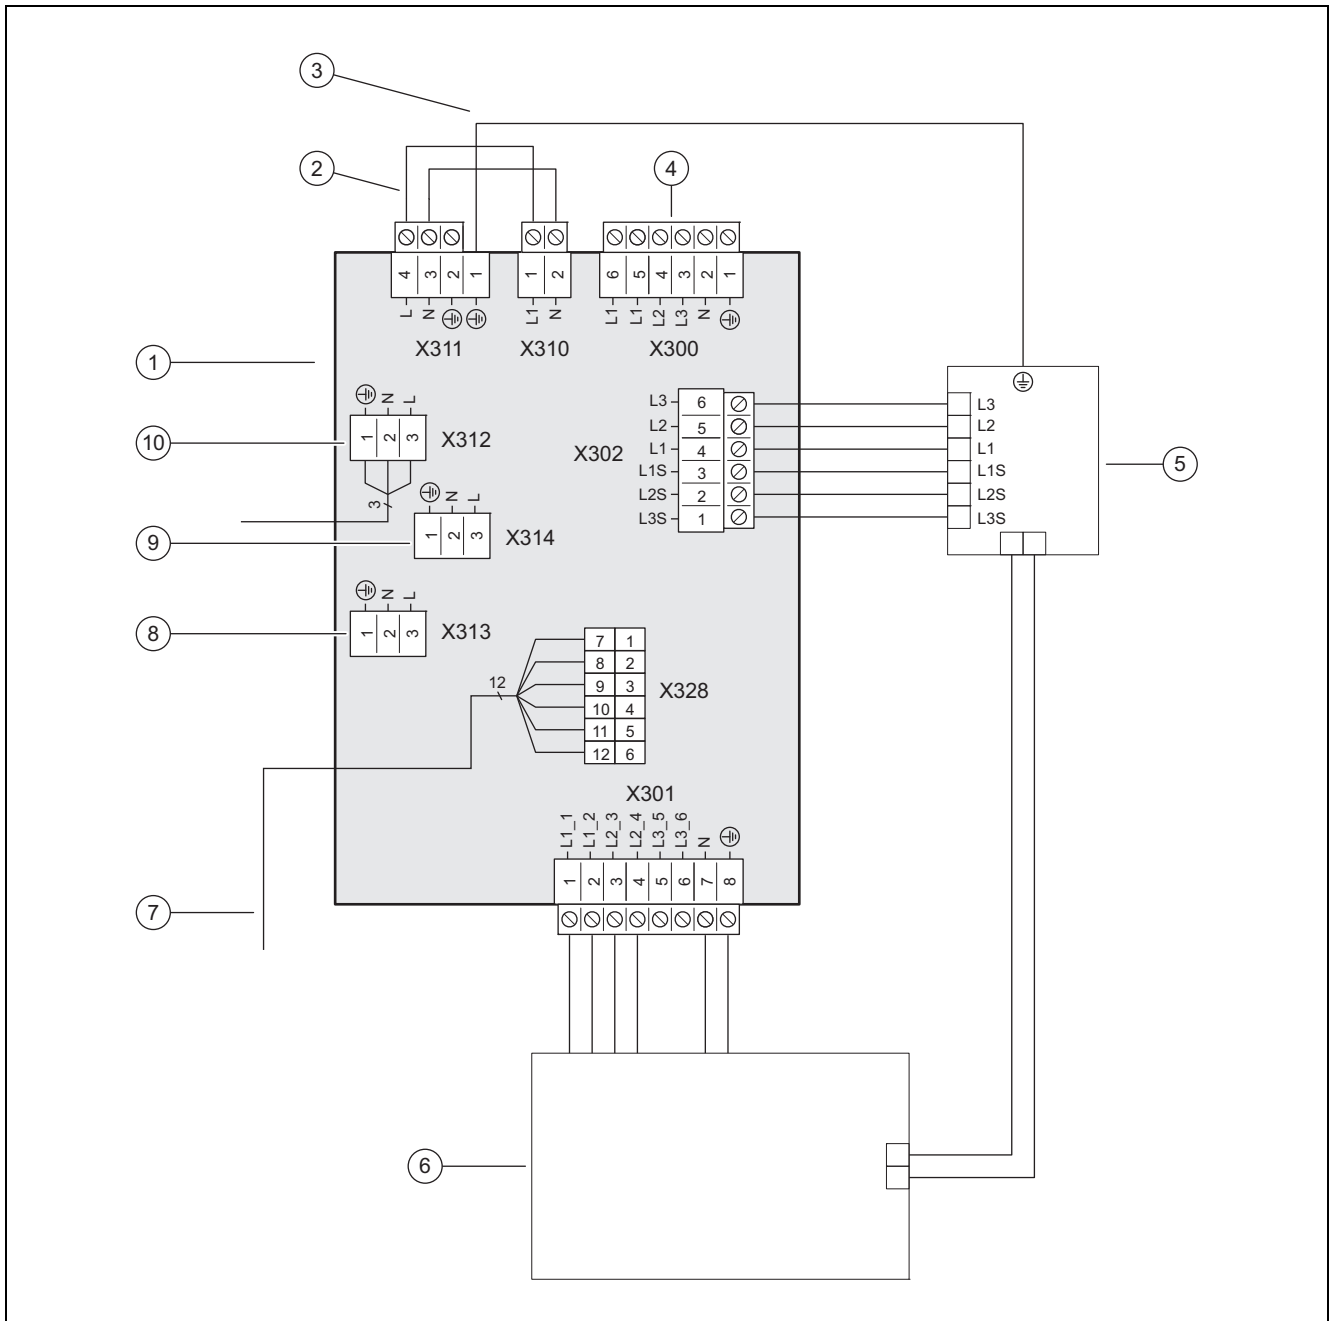 3
2
4
4 3 2 1
1 2
6 5 4 3 2 1
L N
L1 N
L1 L1 L2 L3 N
X311
X310
X300
1
N L
1 2 3
X312
10
3
N L
1 2 3
X314
9
N L
1 2 3
X313
8
X302
L3 6
L2 5
L1 4
L1S 3
L2S 2
L3S 1
L3
L2
L1
L1S
L2S
L3S
5
12
7 1
8 2
9 3
10 4
11 5
12 6
X328
X301
L1_1 L1_2 L2_3 L2_4 L3_5 L3_6 N
1 2 3 4 5 6 7 8
7
6